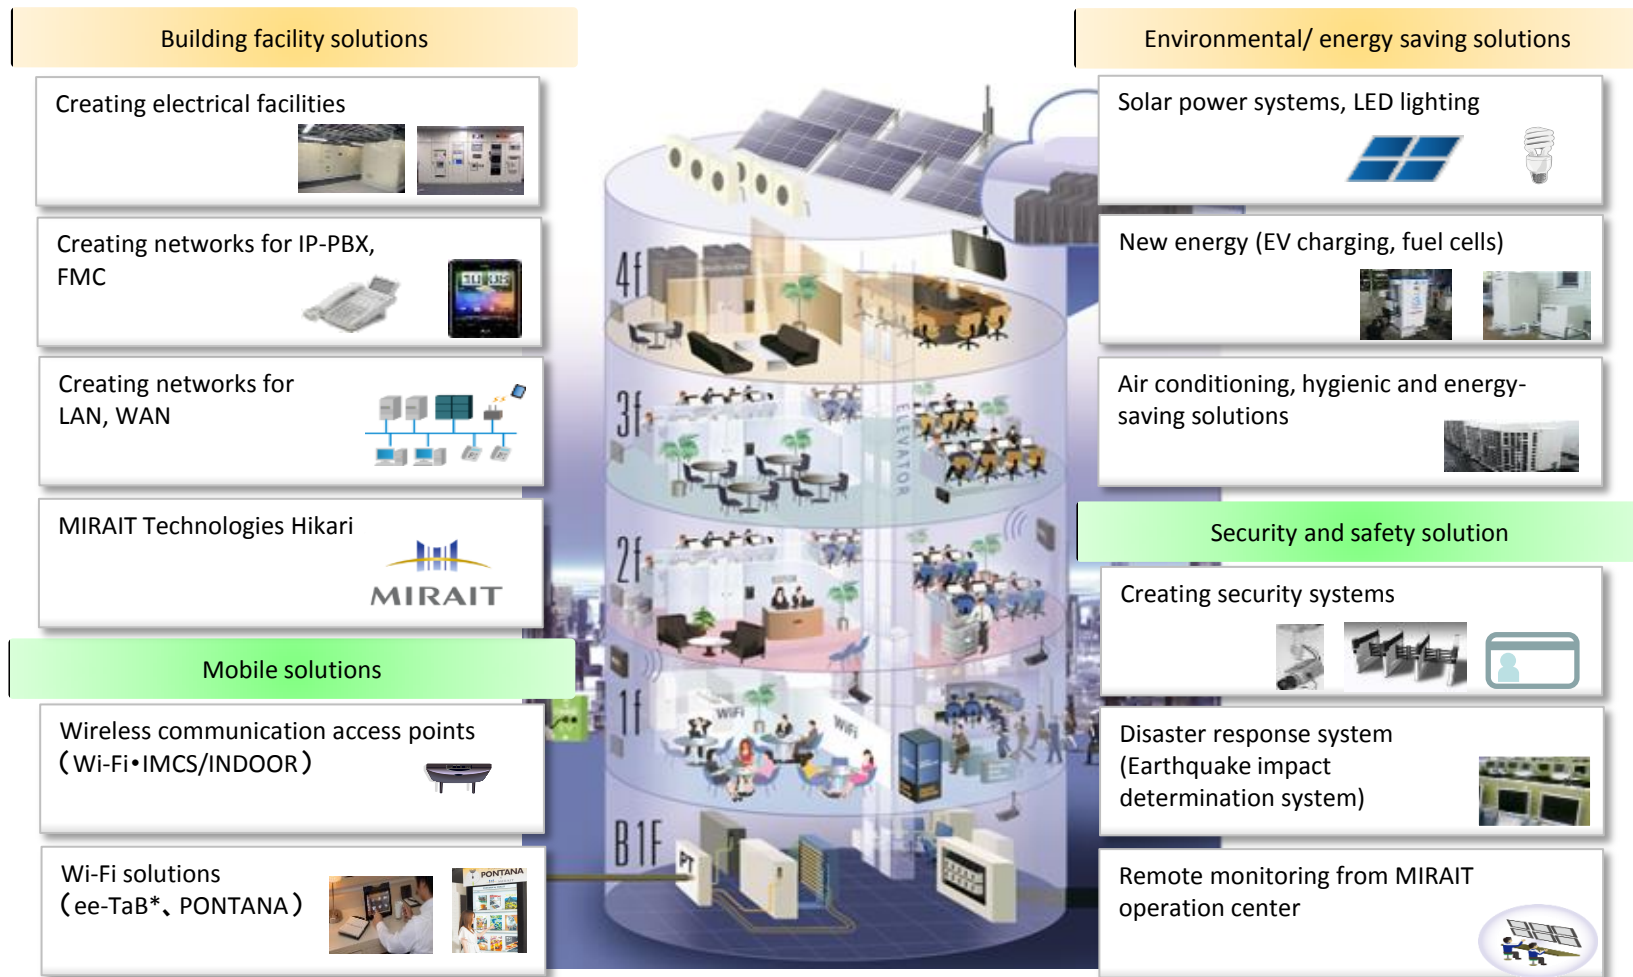 Building facility solutions
Creating electrical facilities
Creating networks for IP-PBX,
FMC
Creating networks for
LAN, WAN
MIRAIT Technologies Hikari
MIRAIT
Mobile solutions
Wireless communication access points
（Wi-Fi・IMCS/INDOOR）
Wi-Fi solutions
（ee-TaB*、PONTANA）
PONTANA
4f
3f
ELEVATOR
2f
1f
WiFi
WiFi
B1F
PT
Environmental/ energy saving solutions
Solar power systems, LED lighting
New energy (EV charging, fuel cells)
Air conditioning, hygienic and energy-
saving solutions
Security and safety solution
Creating security systems
Disaster response system
(Earthquake impact
determination system)
Remote monitoring from MIRAIT
operation center